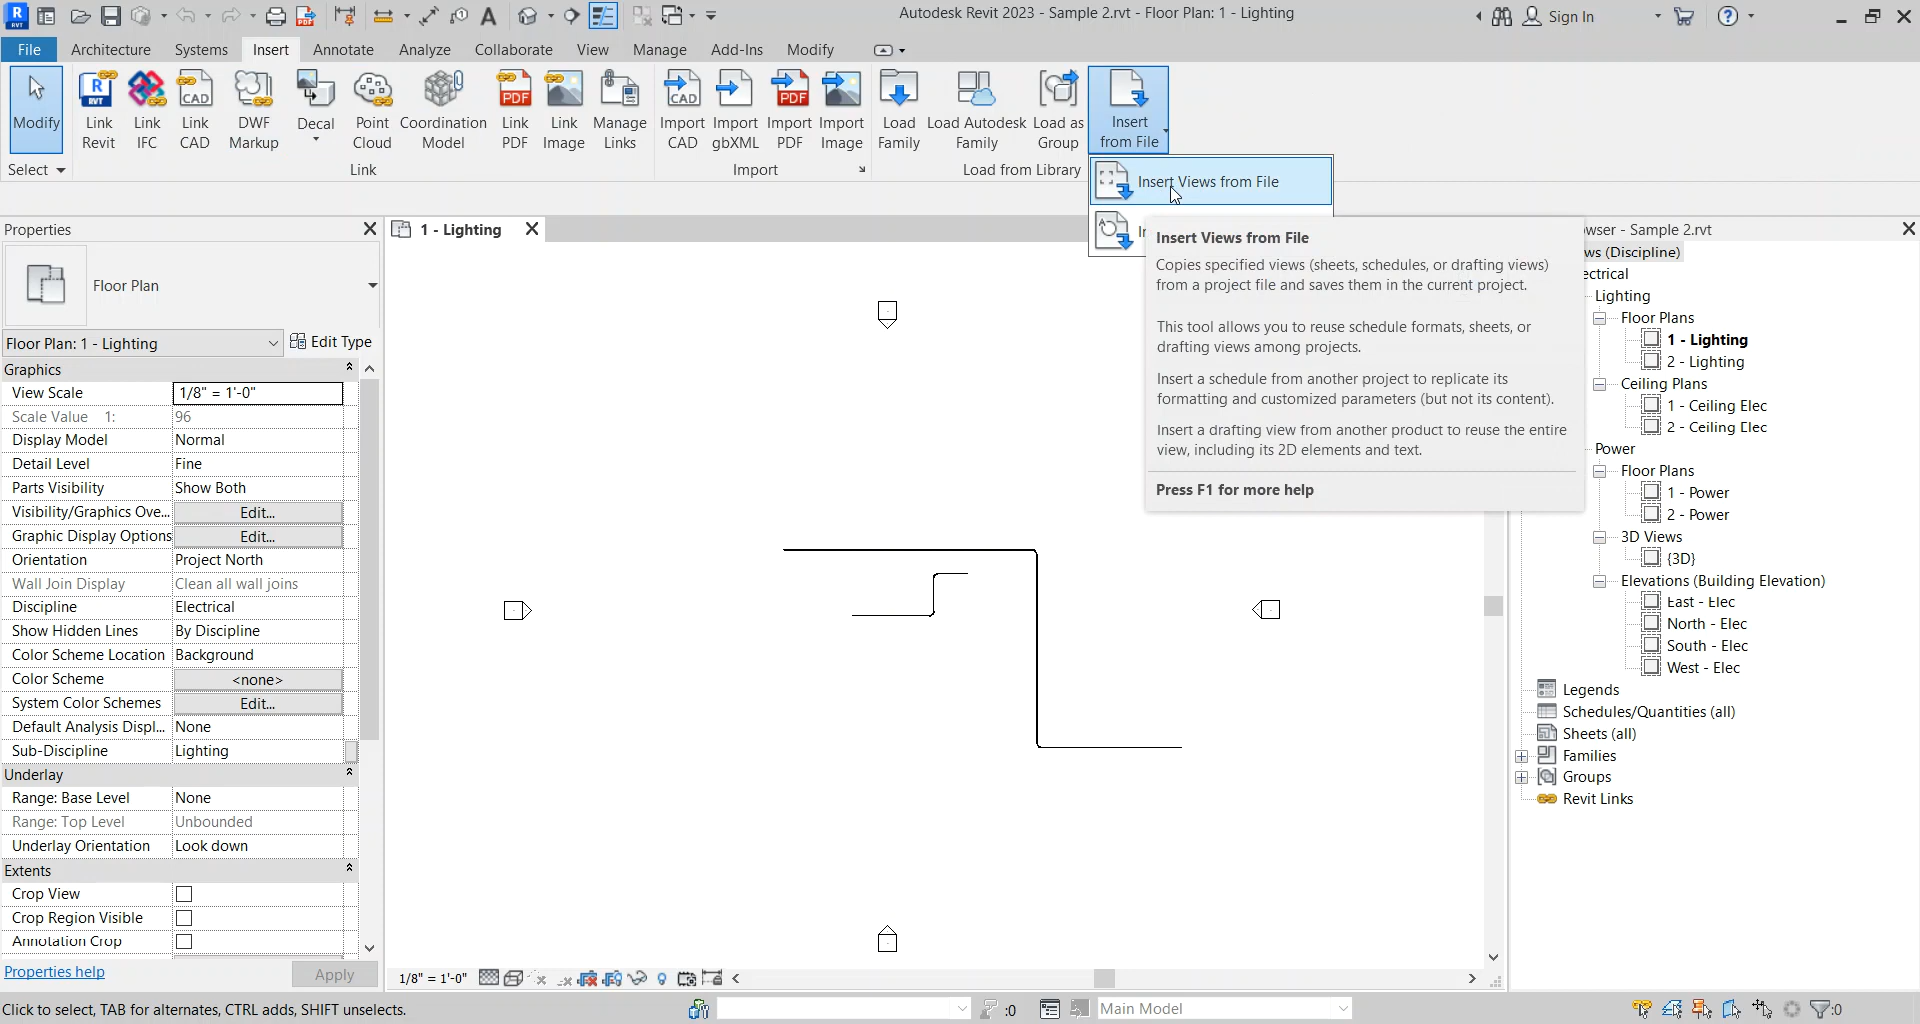 Autodesk Revit 2023 - Sample 2.rvt - Floor Plan: 1 - Lighting
Sign In
File
Architecture
Systems
Insert
Annotate
Analyze
Collaborate
View
Manage
Add-Ins
Modify
Modify
Link Revit
Link IFC
Link CAD
DWF Markup
Decal
Point Cloud
Coordination Model
Link PDF
Link Image
Manage Links
Import CAD
Import gbXML
Import PDF
Import Image
Load Family
Load Autodesk Family
Load as Group
Insert from File
Select
Link
Import
Load from Library
Insert Views from File
Insert Views from File
Copies specified views (sheets, schedules, or drafting views)
from a project file and saves them in the current project.
This tool allows you to reuse schedule formats, sheets, or
drafting views among projects.
Insert a schedule from another project to replicate its
formatting and customized parameters (but not its content).
Insert a drafting view from another product to reuse the entire
view, including its 2D elements and text.
Press F1 for more help
Properties
Floor Plan
Floor Plan: 1 - Lighting
Edit Type
Graphics
View Scale 1/8" = 1'-0"
Scale Value 1: 96
Display Model Normal
Detail Level Fine
Parts Visibility Show Both
Visibility/Graphics Ove... Edit...
Graphic Display Options Edit...
Orientation Project North
Wall Join Display Clean all wall joins
Discipline Electrical
Show Hidden Lines By Discipline
Color Scheme Location Background
Color Scheme <none>
System Color Schemes Edit...
Default Analysis Displ... None
Sub-Discipline Lighting
Underlay
Range: Base Level None
Range: Top Level Unbounded
Underlay Orientation Look down
Extents
Crop View
Crop Region Visible
Annotation Crop
Properties help
Apply
1 - Lighting
1/8" = 1'-0"
wser - Sample 2.rvt
ws (Discipline)
ectrical
Lighting
Floor Plans
1 - Lighting
2 - Lighting
Ceiling Plans
1 - Ceiling Elec
2 - Ceiling Elec
Power
Floor Plans
1 - Power
2 - Power
3D Views
{3D}
Elevations (Building Elevation)
East - Elec
North - Elec
South - Elec
West - Elec
Legends
Schedules/Quantities (all)
Sheets (all)
Families
Groups
Revit Links
Click to select, TAB for alternates, CTRL adds, SHIFT unselects.
:0
Main Model
:0